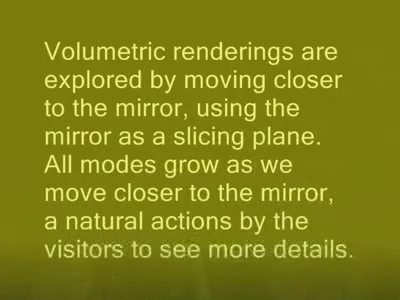 Volumetric renderings are
explored by moving closer
to the mirror, using the
mirror as a slicing plane.
All modes grow as we
move closer to the mirror,
a natural actions by the
visitors to see more details.